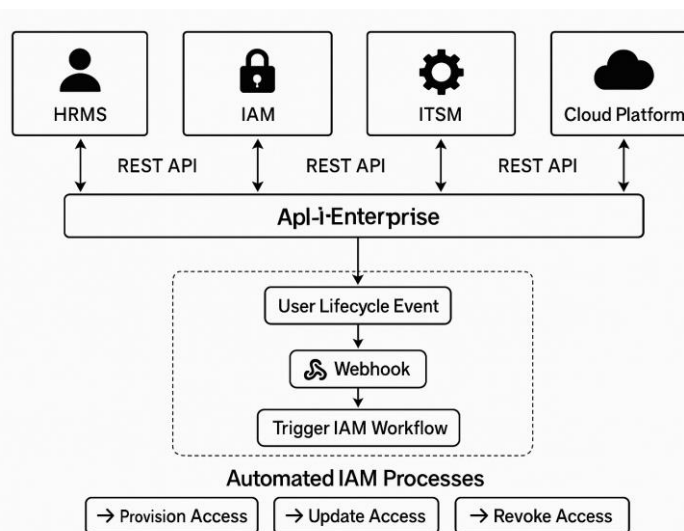 HRMS
IAM
ITSM
Cloud Platform
REST API
REST API
REST API
Apl-i-Enterprise
User Lifecycle Event
Webhook
Trigger IAM Workflow
Automated IAM Processes
→ Provision Access
→ Update Access
→ Revoke Access